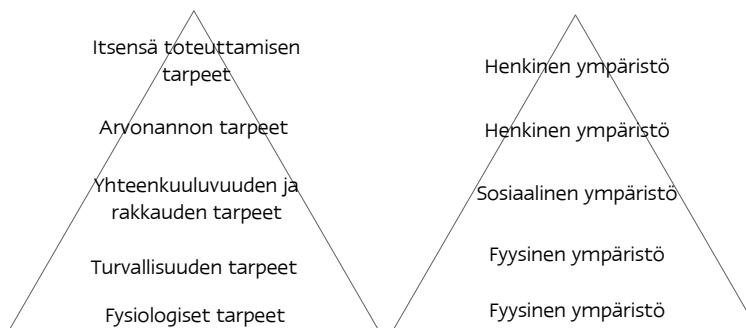 Itsensä toteuttamisen
tarpeet
Arvonannon tarpeet
Yhteenkuuluvuuden ja
rakkauden tarpeet
Turvallisuuden tarpeet
Fysiologiset tarpeet
Henkinen ympäristö
Henkinen ympäristö
Sosiaalinen ympäristö
Fyysinen ympäristö
Fyysinen ympäristö